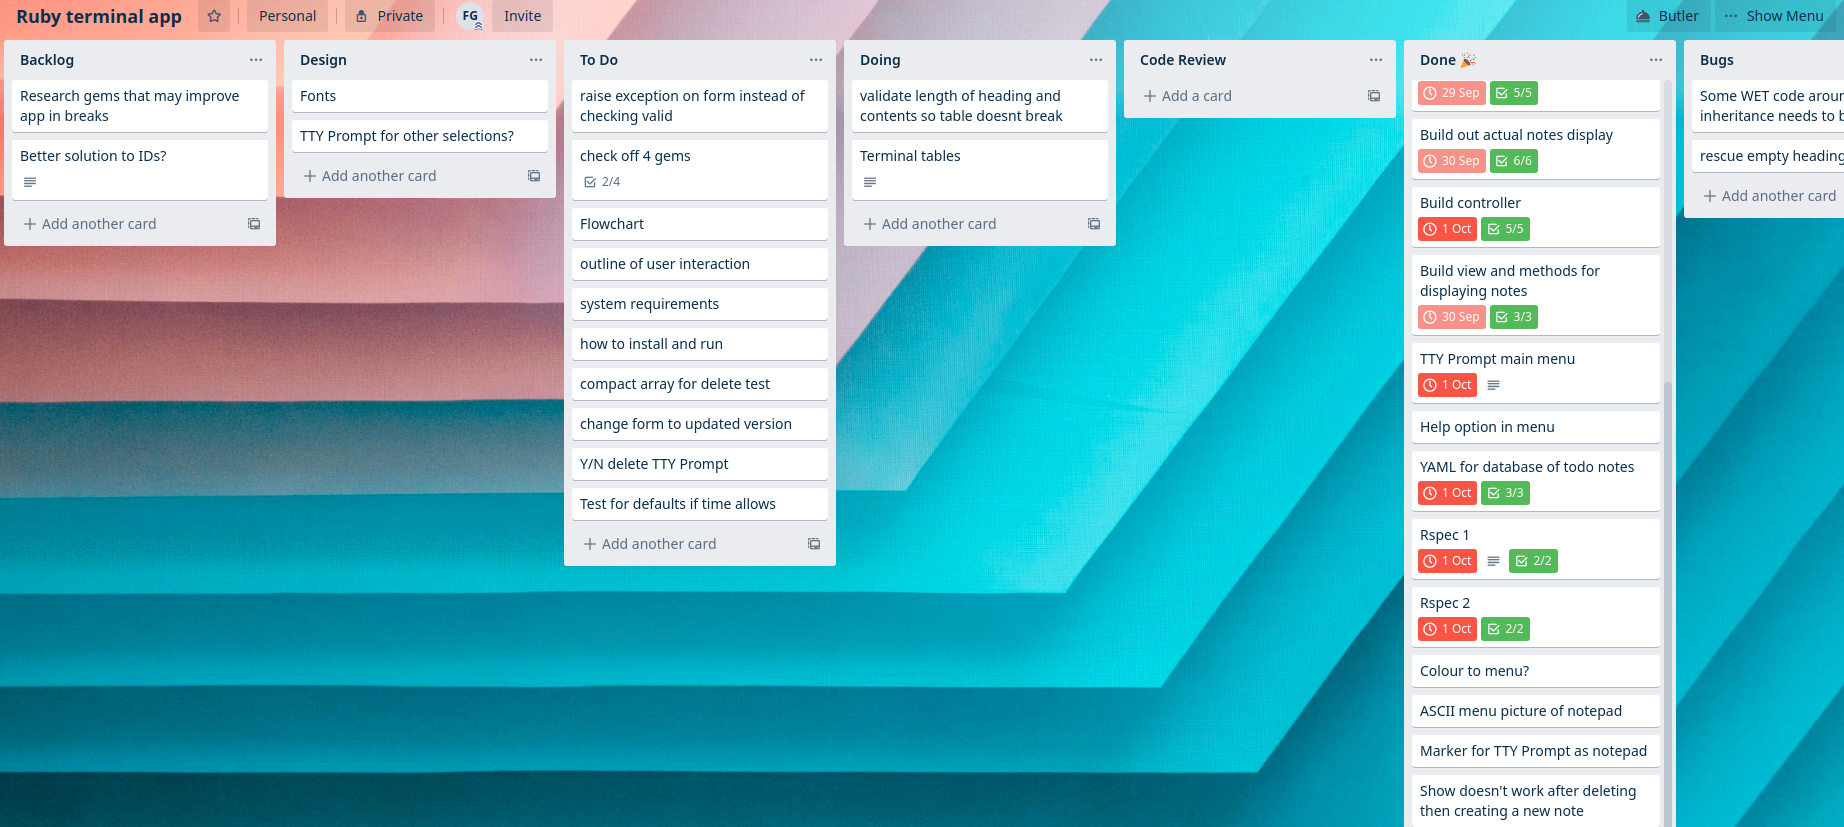 Ruby terminal app
Personal
Private
FG
Invite
Butler
Show Menu
Backlog
Research gems that may improve
app in breaks
Better solution to IDs?
Add another card
Design
Fonts
TTY Prompt for other selections?
Add another card
To Do
raise exception on form instead of
checking valid
check off 4 gems
2/4
Flowchart
outline of user interaction
system requirements
how to install and run
compact array for delete test
change form to updated version
Y/N delete TTY Prompt
Test for defaults if time allows
Add another card
Doing
validate length of heading and
contents so table doesnt break
Terminal tables
Add another card
Code Review
Add a card
Done 🎉
29 Sep 5/5
Build out actual notes display
30 Sep 6/6
Build controller
1 Oct 5/5
Build view and methods for
displaying notes
30 Sep 3/3
TTY Prompt main menu
1 Oct
Help option in menu
YAML for database of todo notes
1 Oct 3/3
Rspec 1
1 Oct 2/2
Rspec 2
1 Oct 2/2
Colour to menu?
ASCII menu picture of notepad
Marker for TTY Prompt as notepad
Show doesn't work after deleting
then creating a new note
Bugs
Some WET code
inheritance needs to
rescue empty heading
Add another card